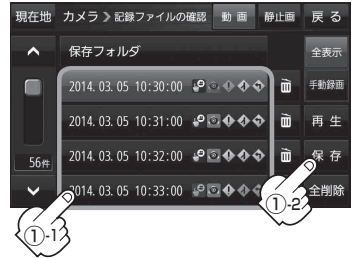 現在地 カメラ 》記録ファイルの確認 動 画 静止画 戻 る
保存フォルダ 全表示
2014. 03. 05 10:30:00 手動録画
2014. 03. 05 10:31:00 再 生
2014. 03. 05 10:32:00 保 存
56件
2014. 03. 05 10:33:00 全削除
①-1 ①-2